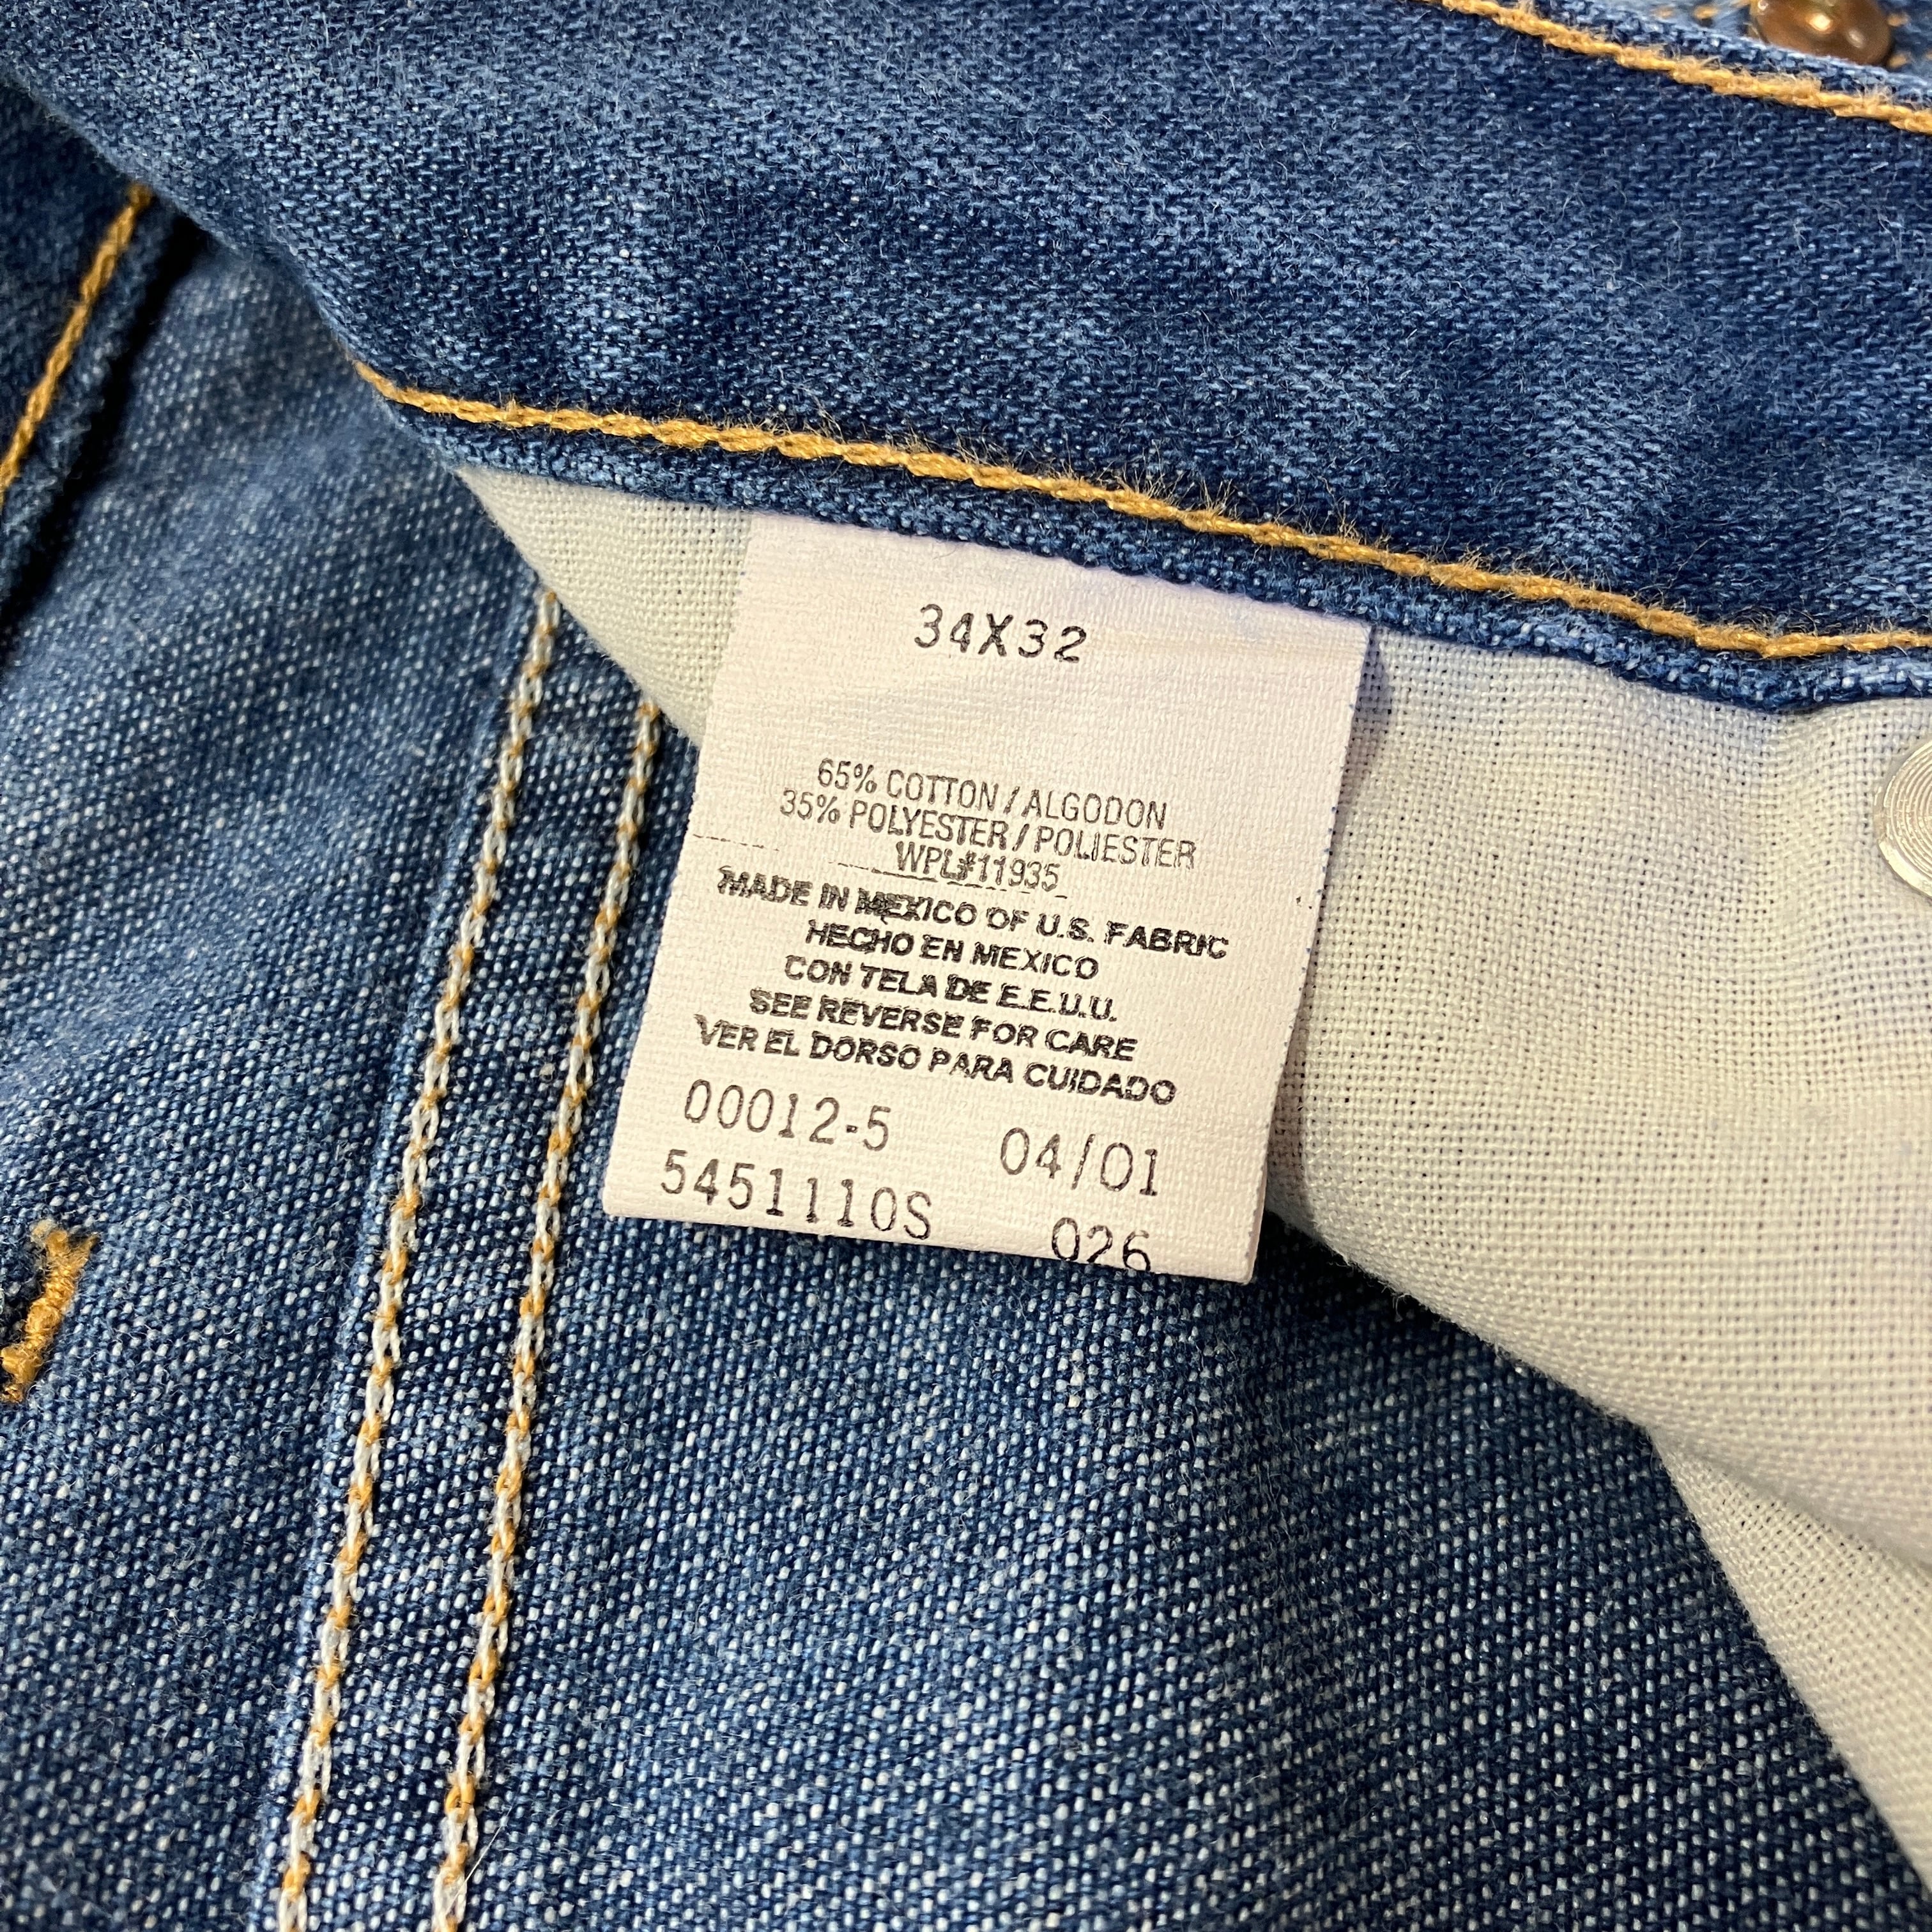 34X32
65% COTTON / ALGODON
35% POLYESTER / POLIESTER
WPL#11935
MADE IN MEXICO OF U.S. FABRIC
HECHO EN MEXICO
CON TELA DE E.E.U.U.
SEE REVERSE FOR CARE
VER EL DORSO PARA CUIDADO
00012-5 04/01
5451110S 026